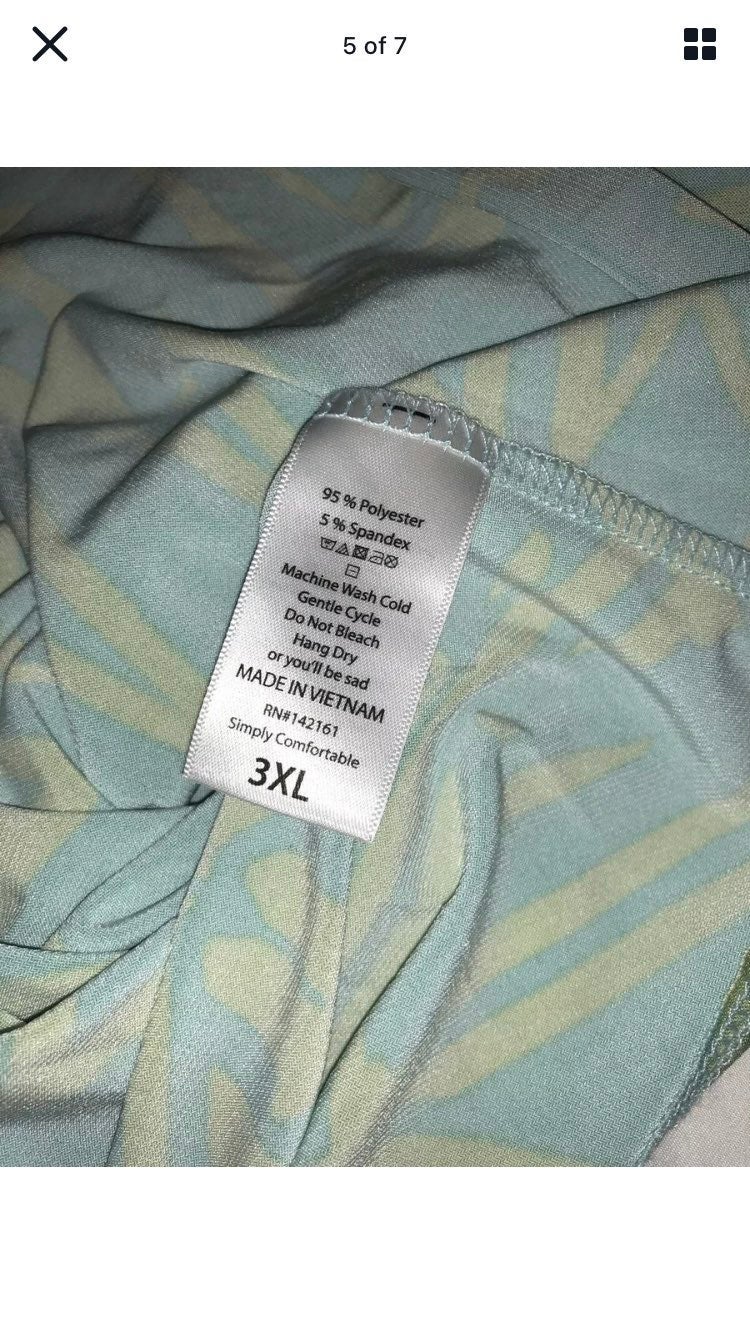 5 of 7
95 % Polyester
5 % Spandex
Machine Wash Cold
Gentle Cycle
Do Not Bleach
Hang Dry
or you'll be sad
MADE IN VIETNAM
RN#142161
Simply Comfortable
3XL